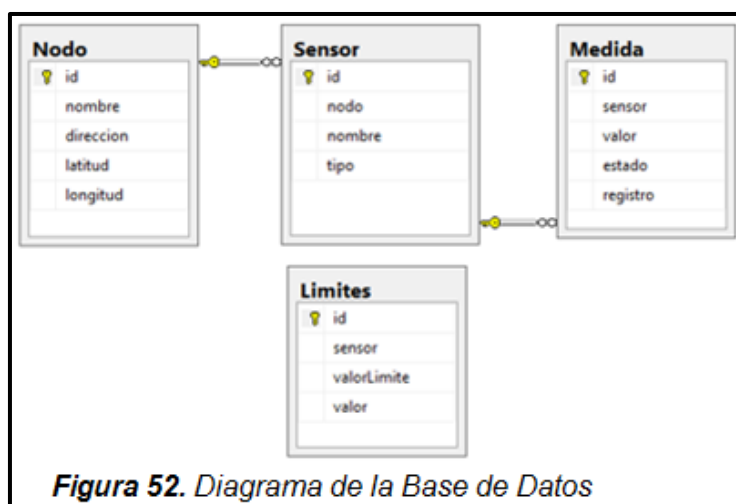 Nodo
id
nombre
direccion
latitud
longitud
Sensor
id
nodo
nombre
tipo
Medida
id
sensor
valor
estado
registro
Limites
id
sensor
valorLimite
valor
Figura 52. Diagrama de la Base de Datos